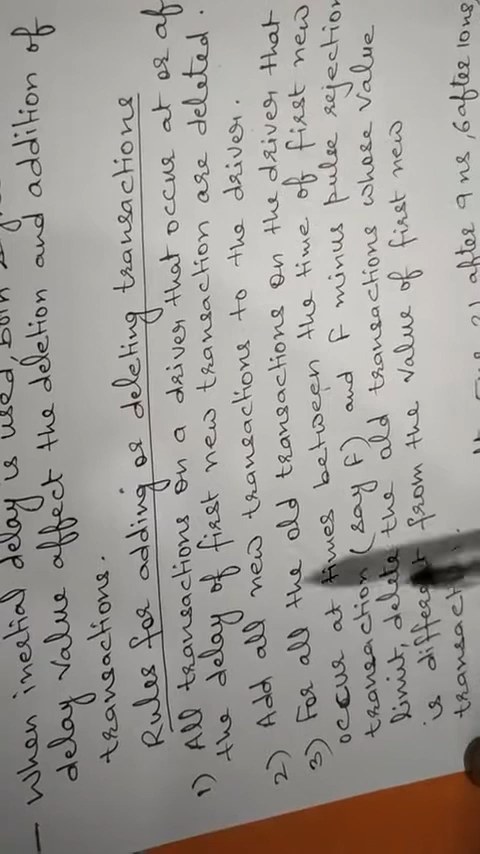 — When inertial delay is used, both
delay value affect the deletion and addition of
transactions.
Rules for adding or deleting transactions
1) All transactions on a driver that occur at or af
the delay of first new transaction are deleted.
2) Add all new transactions to the driver.
3) For all the old transactions on the driver that
occur at times between the time of first new
transaction (say f) and f minus pulse rejection
limit, delete the old transactions whose value
is different from the value of first new
transact
after 9 ns, 6 after 10 ns,